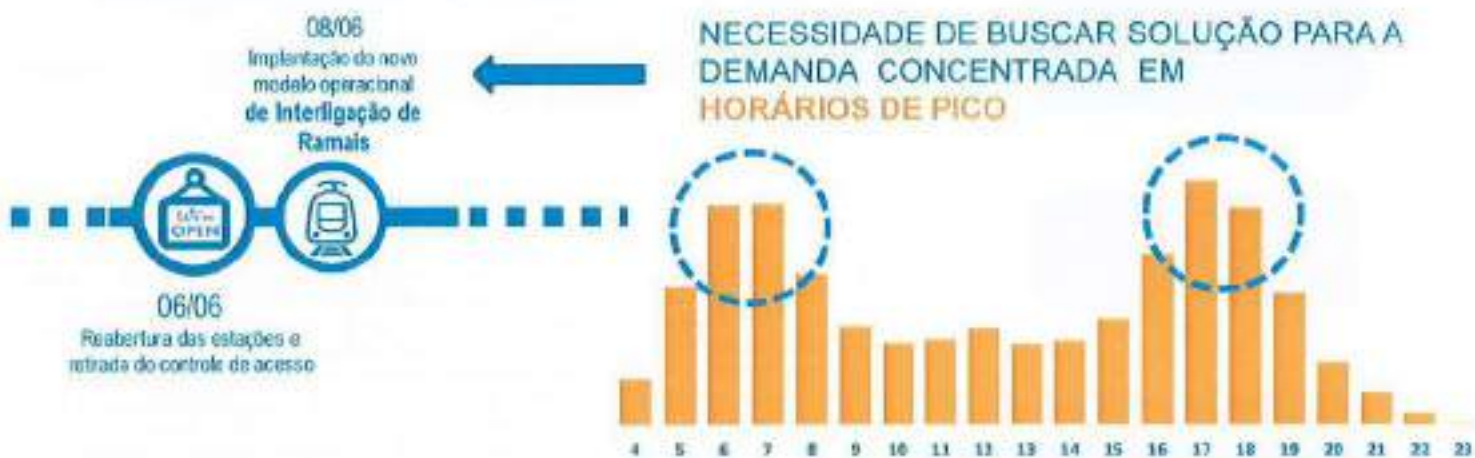 08/06
Implantação do novo
modelo operacional
de Interligação de
Ramais
NECESSIDADE DE BUSCAR SOLUÇÃO PARA A
DEMANDA CONCENTRADA EM
HORÁRIOS DE PICO
OPEN
06/06
Reabertura das estações e
retirada do controle de acesso
4 5 6 7 8 9 10 11 12 13 14 15 16 17 18 19 20 21 22 23